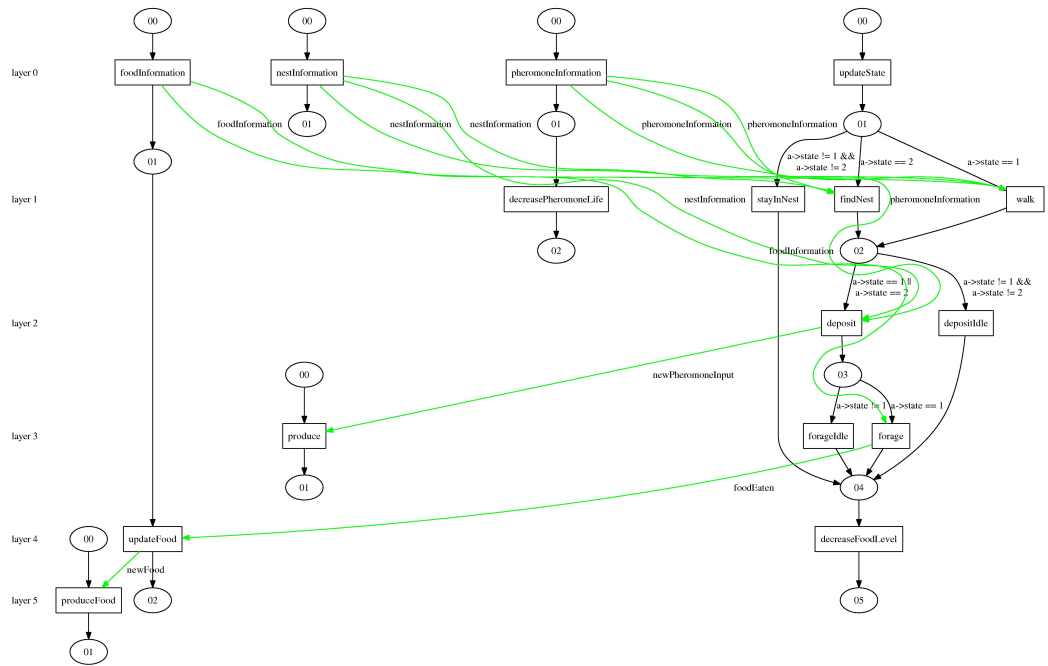 00
00
00
00
layer 0
foodInformation
nestInformation
pheromoneInformation
updateState
foodInformation
01
nestInformation
nestInformation
01
pheromoneInformation
pheromoneInformation
01
01
a->state != 1 &&
a->state != 2
a->state == 2
a->state == 1
layer 1
decreasePheromoneLife
nestInformation
stayInNest
findNest
pheromoneInformation
walk
02
foodInformation
02
a->state == 1 ||
a->state == 2
a->state != 1 &&
a->state != 2
layer 2
deposit
depositIdle
00
newPheromoneInput
03
a->state != 1
a->state == 1
layer 3
produce
forageIdle
forage
01
foodEaten
04
layer 4
00
updateFood
decreaseFoodLevel
newFood
layer 5
produceFood
02
05
01